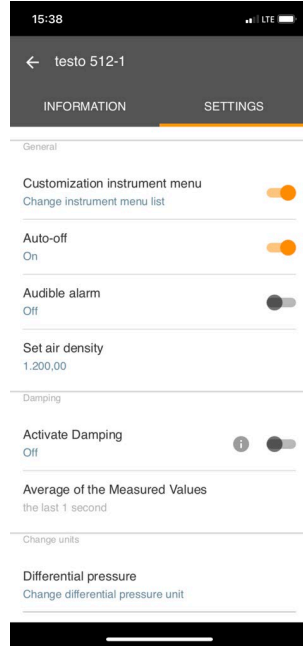 15:38
LTE
testo 512-1
INFORMATION SETTINGS
General
Customization instrument menu
Change instrument menu list
Auto-off
On
Audible alarm
Off
Set air density
1.200,00
Damping
Activate Damping
Off
Average of the Measured Values
the last 1 second
Change units
Differential pressure
Change differential pressure unit